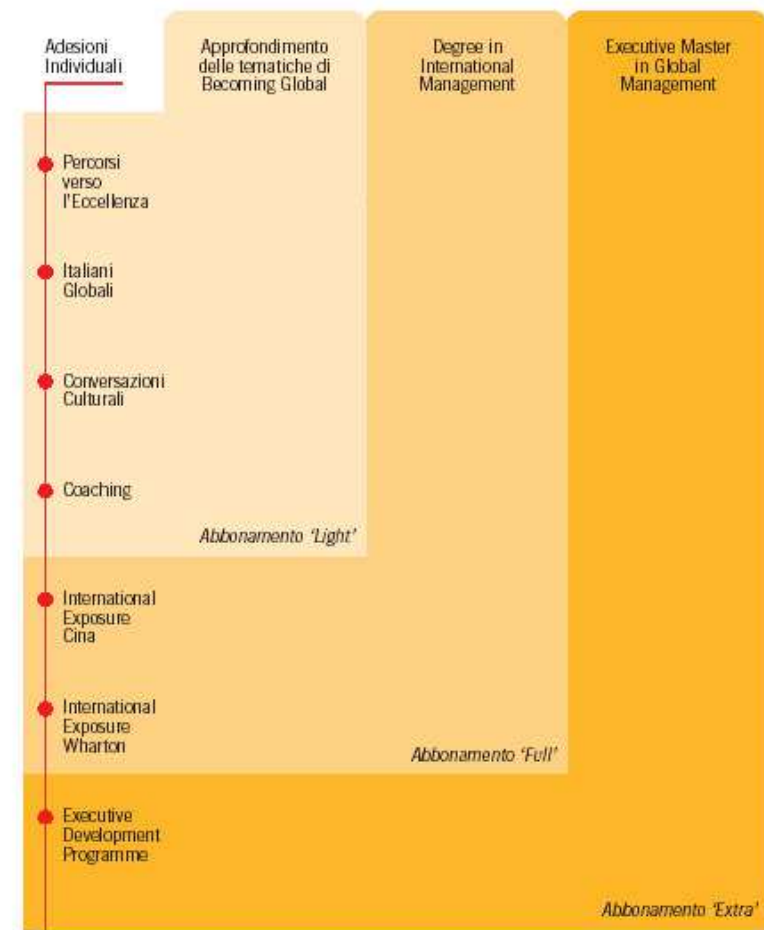 Adesioni
Individuali
Approfondimento
delle tematiche di
Becoming Global
Degree in
International
Management
Executive Master
in Global
Management
Percorsi
verso
l'Eccellenza
Italiani
Globali
Conversazioni
Culturali
Coaching
Abbonamento ‘Light’
International
Exposure
Cina
International
Exposure
Wharton
Abbonamento ‘Full’
Executive
Development
Programme
Abbonamento ‘Extra’